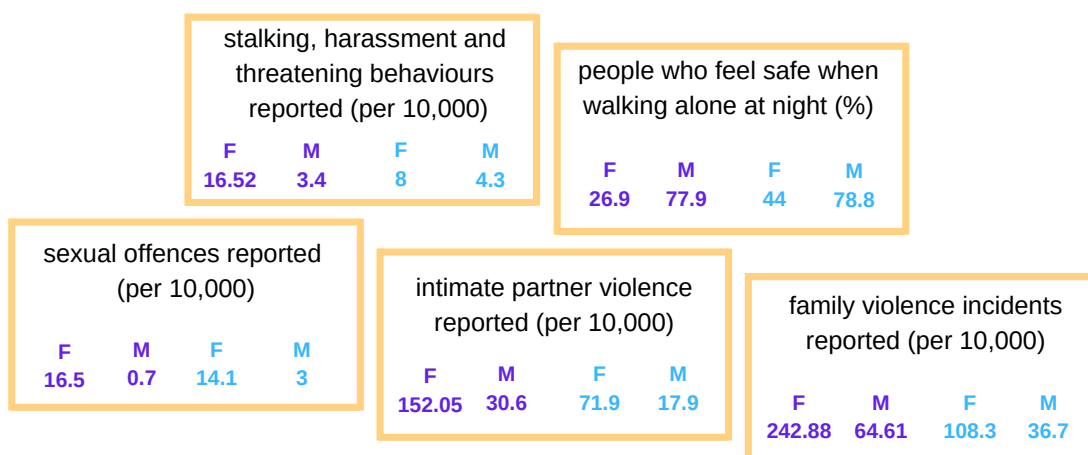 stalking, harassment and
threatening behaviours
reported (per 10,000)
F M F M
16.52 3.4 8 4.3
people who feel safe when
walking alone at night (%)
F M F M
26.9 77.9 44 78.8
sexual offences reported
(per 10,000)
F M F M
16.5 0.7 14.1 3
intimate partner violence
reported (per 10,000)
F M F M
152.05 30.6 71.9 17.9
family violence incidents
reported (per 10,000)
F M F M
242.88 64.61 108.3 36.7